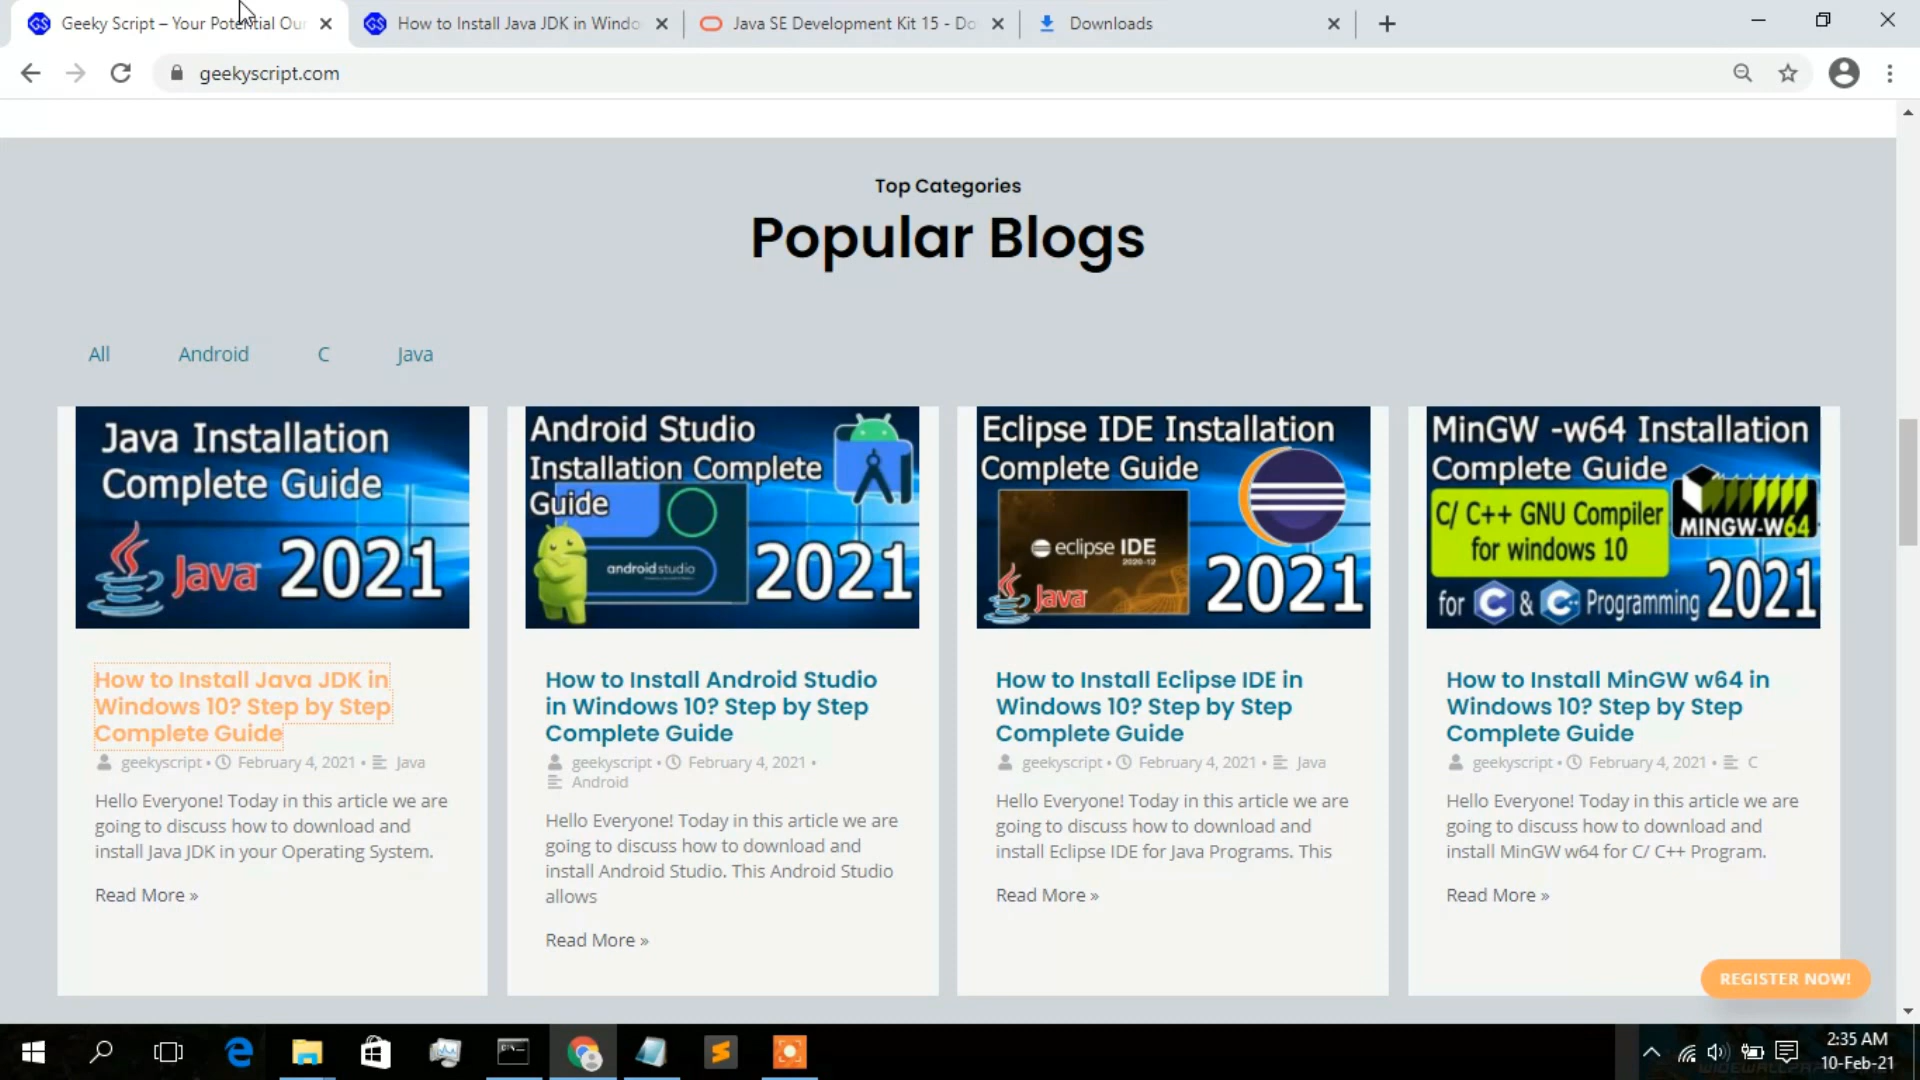 Geeky Script – Your Potential Our
How to Install Java JDK in Windo
Java SE Development Kit 15 - Do
Downloads
geekyscript.com
Top Categories
Popular Blogs
All
Android
C
Java
Java Installation
Complete Guide
Java 2021
Android Studio
Installation Complete
Guide
androidstudio
2021
Eclipse IDE Installation
Complete Guide
eclipse IDE
2020-12
Java
2021
MinGW -w64 Installation
Complete Guide
C/ C++ GNU Compiler
for windows 10
MINGW-W64
for C & C++ Programming 2021
How to Install Java JDK in
Windows 10? Step by Step
Complete Guide
geekyscript • February 4, 2021 • Java
Hello Everyone! Today in this article we are
going to discuss how to download and
install Java JDK in your Operating System.
Read More »
How to Install Android Studio
in Windows 10? Step by Step
Complete Guide
geekyscript • February 4, 2021 •
Android
Hello Everyone! Today in this article we are
going to discuss how to download and
install Android Studio. This Android Studio
allows
Read More »
How to Install Eclipse IDE in
Windows 10? Step by Step
Complete Guide
geekyscript • February 4, 2021 • Java
Hello Everyone! Today in this article we are
going to discuss how to download and
install Eclipse IDE for Java Programs. This
Read More »
How to Install MinGW w64 in
Windows 10? Step by Step
Complete Guide
geekyscript • February 4, 2021 • C
Hello Everyone! Today in this article we are
going to discuss how to download and
install MinGW w64 for C/ C++ Program.
Read More »
REGISTER NOW!
2:35 AM
10-Feb-21